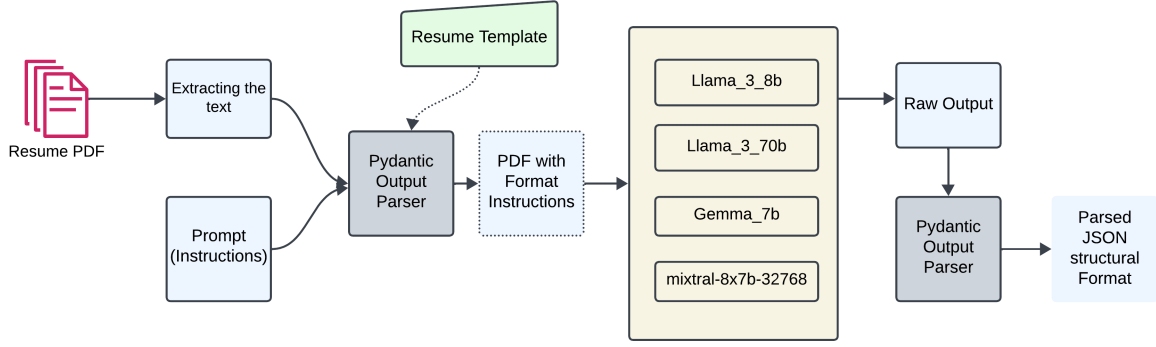 Resume PDF
Extracting the
text
Prompt
(Instructions)
Resume Template
Pydantic
Output
Parser
PDF with
Format
Instructions
Llama_3_8b
Llama_3_70b
Gemma_7b
mixtral-8x7b-32768
Raw Output
Pydantic
Output
Parser
Parsed
JSON
structural
Format